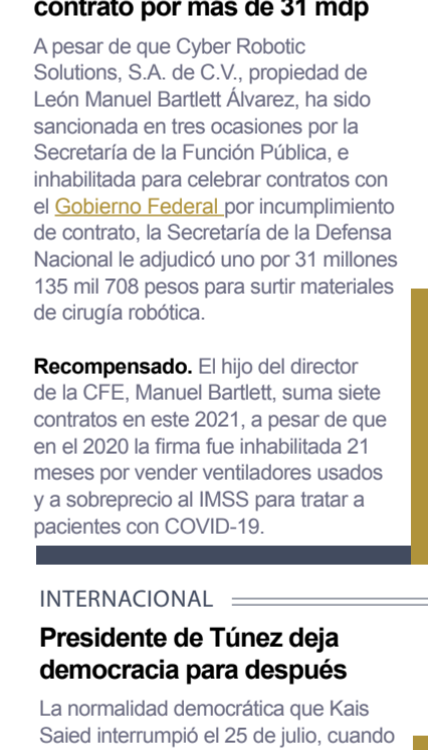 contrato por más de 31 mdp
A pesar de que Cyber Robotic
Solutions, S.A. de C.V., propiedad de
León Manuel Bartlett Álvarez, ha sido
sancionada en tres ocasiones por la
Secretaría de la Función Pública, e
inhabilitada para celebrar contratos con
el Gobierno Federal por incumplimiento
de contrato, la Secretaría de la Defensa
Nacional le adjudicó uno por 31 millones
135 mil 708 pesos para surtir materiales
de cirugía robótica.
Recompensado. El hijo del director
de la CFE, Manuel Bartlett, suma siete
contratos en este 2021, a pesar de que
en el 2020 la firma fue inhabilitada 21
meses por vender ventiladores usados
y a sobreprecio al IMSS para tratar a
pacientes con COVID-19.
INTERNACIONAL
Presidente de Túnez deja
democracia para después
La normalidad democrática que Kais
Saied interrumpió el 25 de julio, cuando